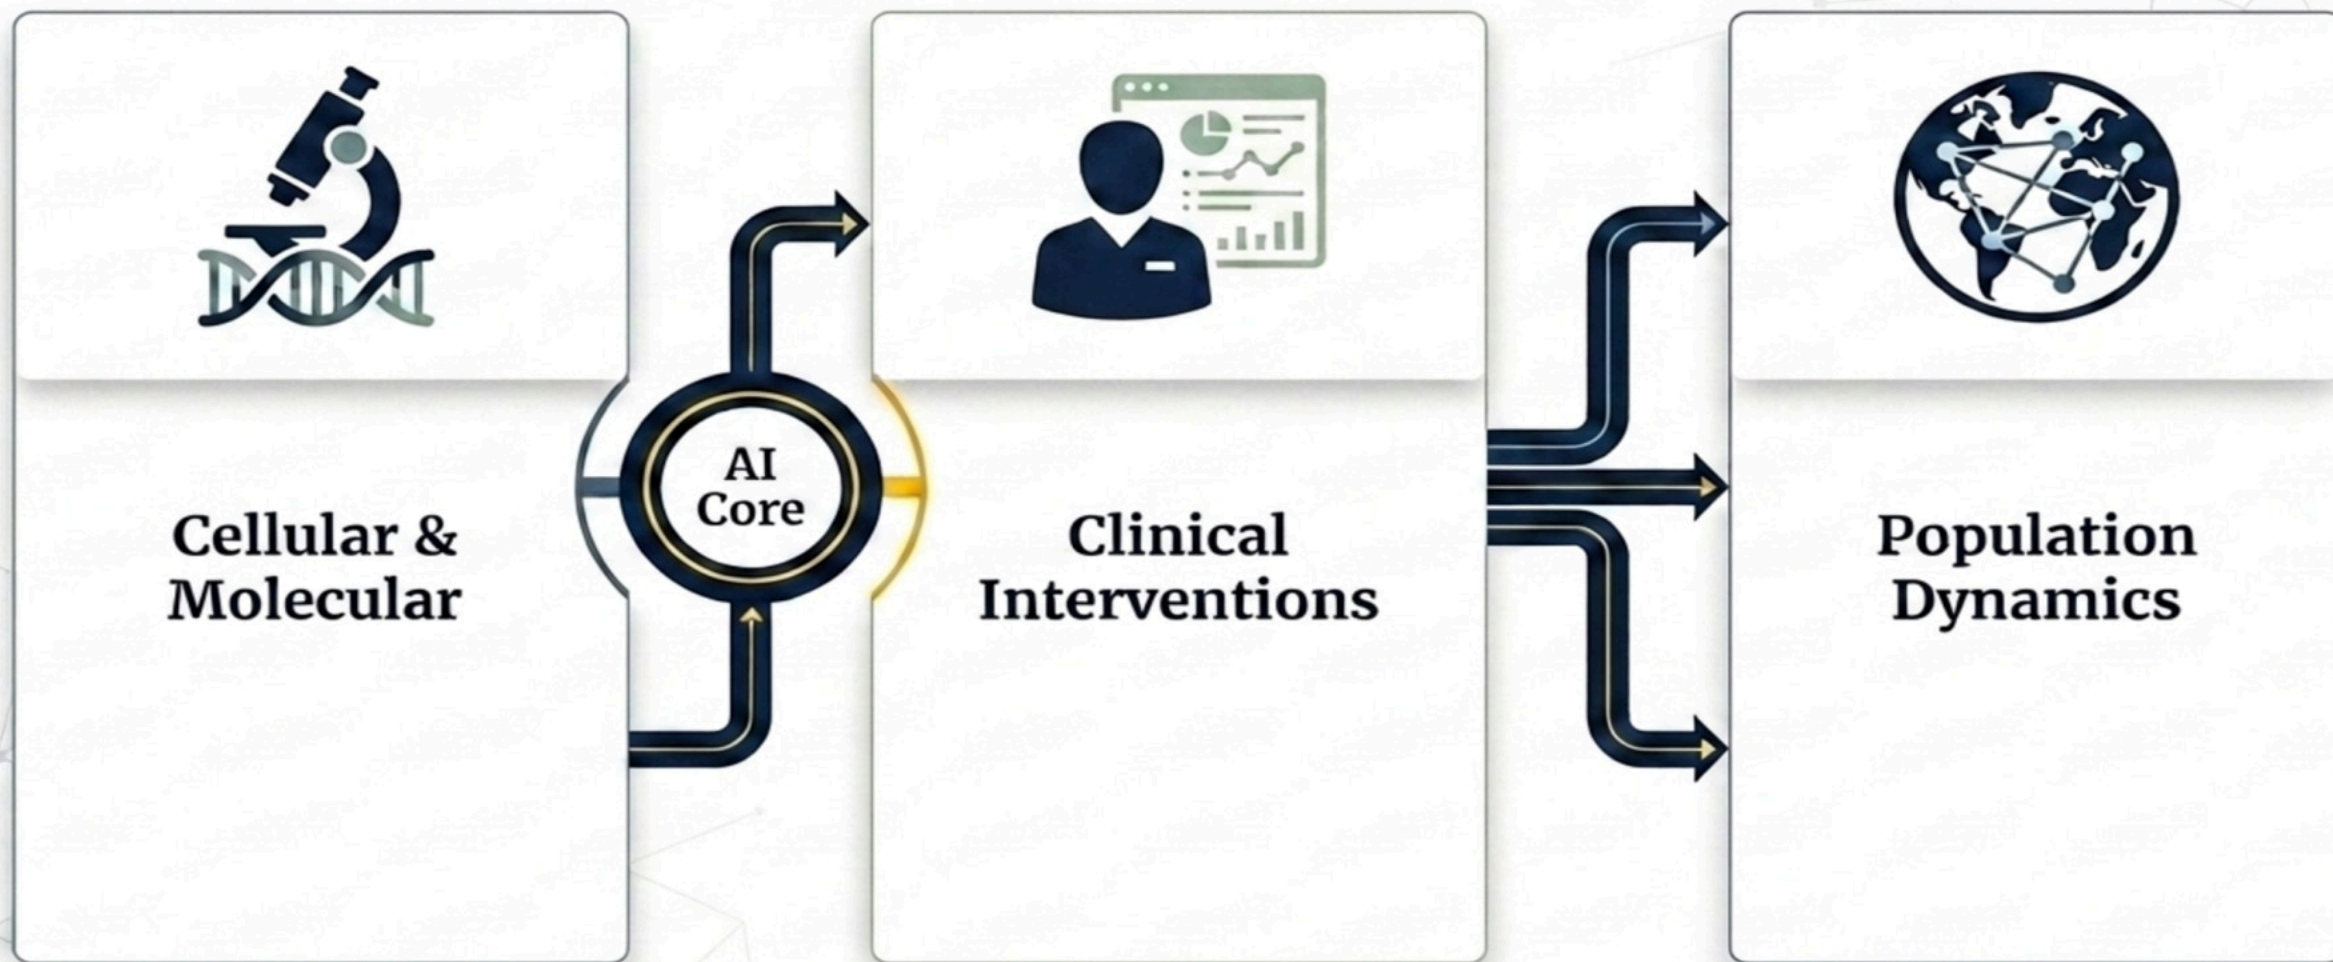 Cellular &
Molecular
AI
Core
Clinical
Interventions
Population
Dynamics